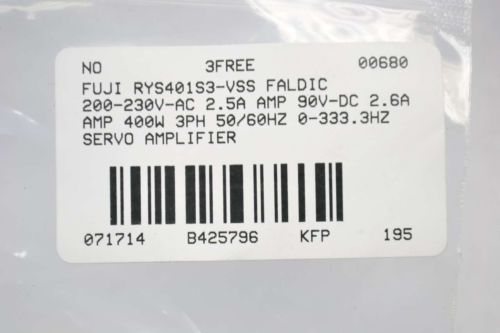 NO 3FREE 00680
FUJI RYS401S3-VSS FALDIC
200-230V-AC 2.5A AMP 90V-DC 2.6A
AMP 400W 3PH 50/60HZ 0-333.3HZ
SERVO AMPLIFIER
071714 B425796 KFP 195